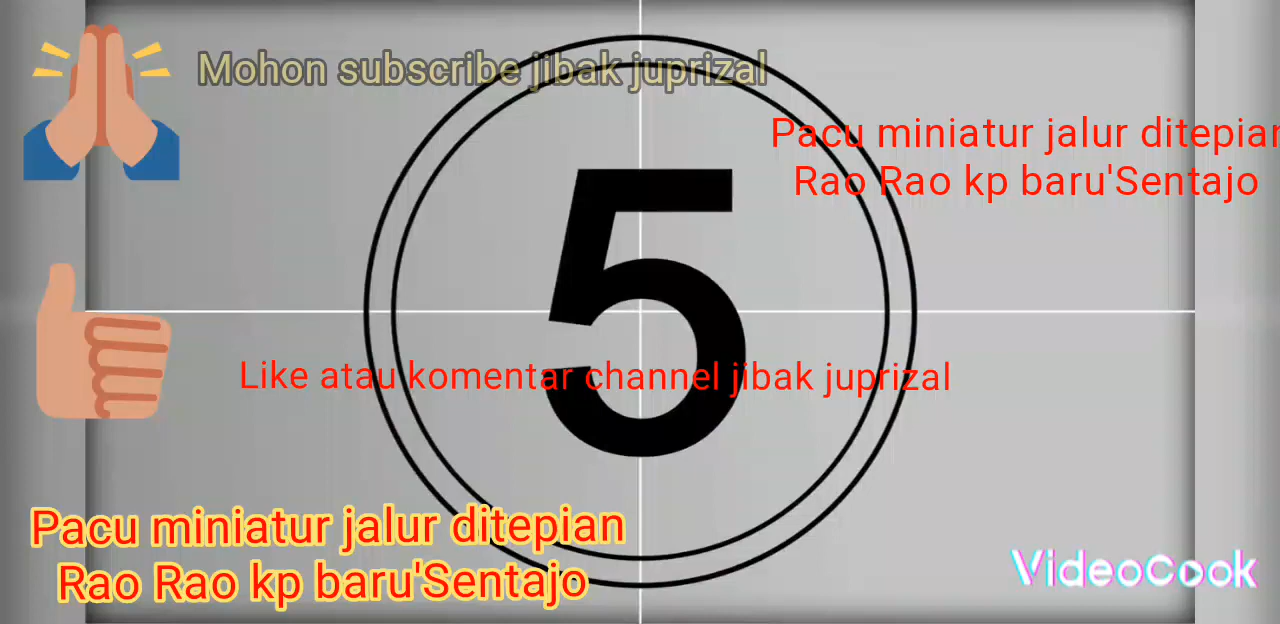 Mohon subscribe jibak juprizal
Pacu miniatur jalur ditepian
Rao Rao kp baru'Sentajo
5
Like atau komentar channel jibak juprizal
Pacu miniatur jalur ditepian
Rao Rao kp baru'Sentajo
VideoCook